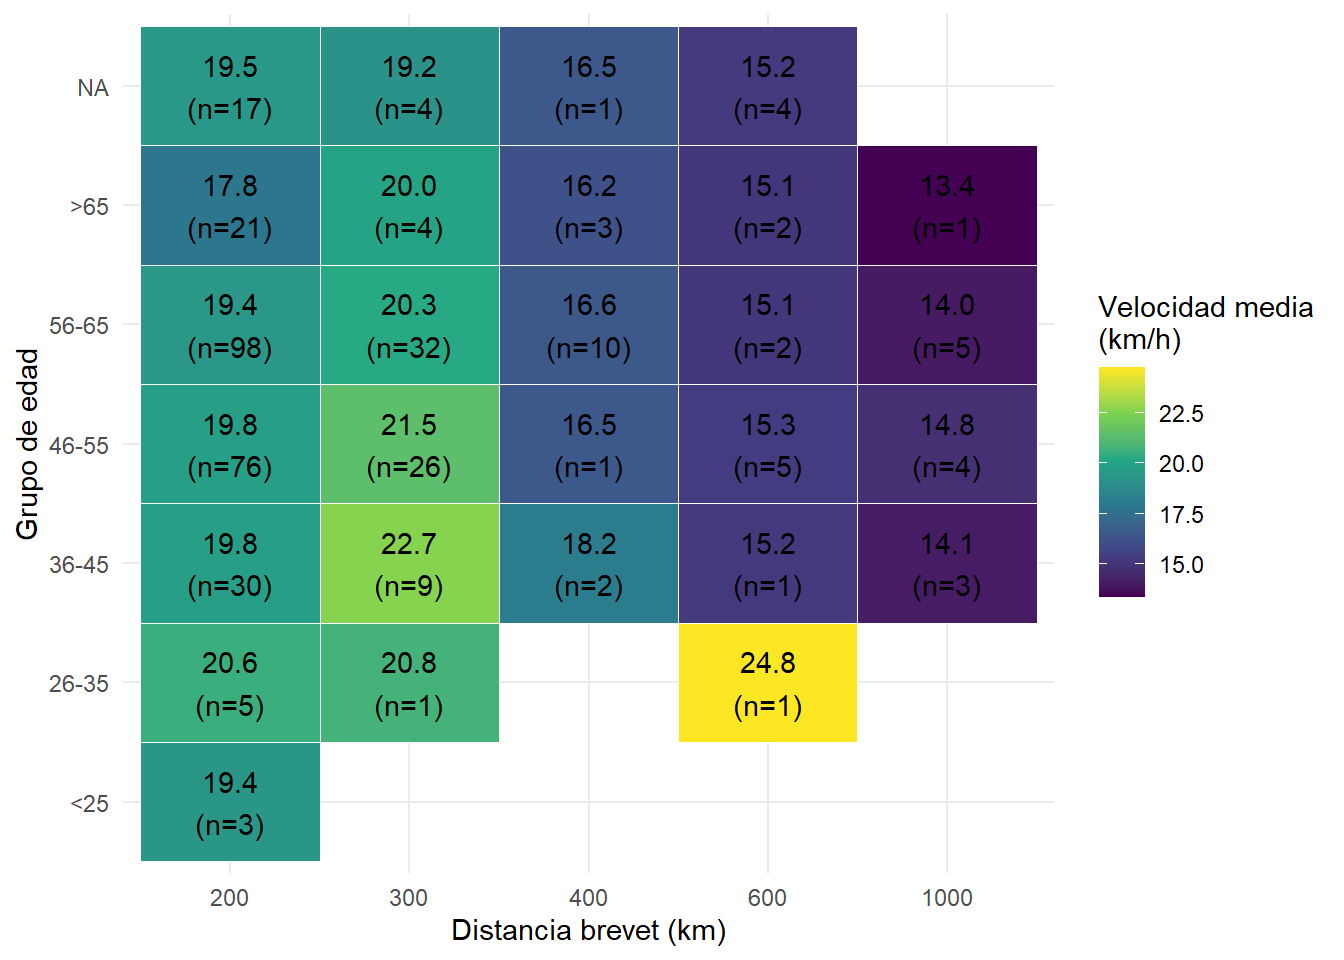 NA
19.5
(n=17)
19.2
(n=4)
16.5
(n=1)
15.2
(n=4)
>65
17.8
(n=21)
20.0
(n=4)
16.2
(n=3)
15.1
(n=2)
13.4
(n=1)
56-65
19.4
(n=98)
20.3
(n=32)
16.6
(n=10)
15.1
(n=2)
14.0
(n=5)
46-55
19.8
(n=76)
21.5
(n=26)
16.5
(n=1)
15.3
(n=5)
14.8
(n=4)
36-45
19.8
(n=30)
22.7
(n=9)
18.2
(n=2)
15.2
(n=1)
14.1
(n=3)
26-35
20.6
(n=5)
20.8
(n=1)
24.8
(n=1)
<25
19.4
(n=3)
200
300
400
600
1000
Distancia brevet (km)
Grupo de edad
Velocidad media
(km/h)
22.5
20.0
17.5
15.0